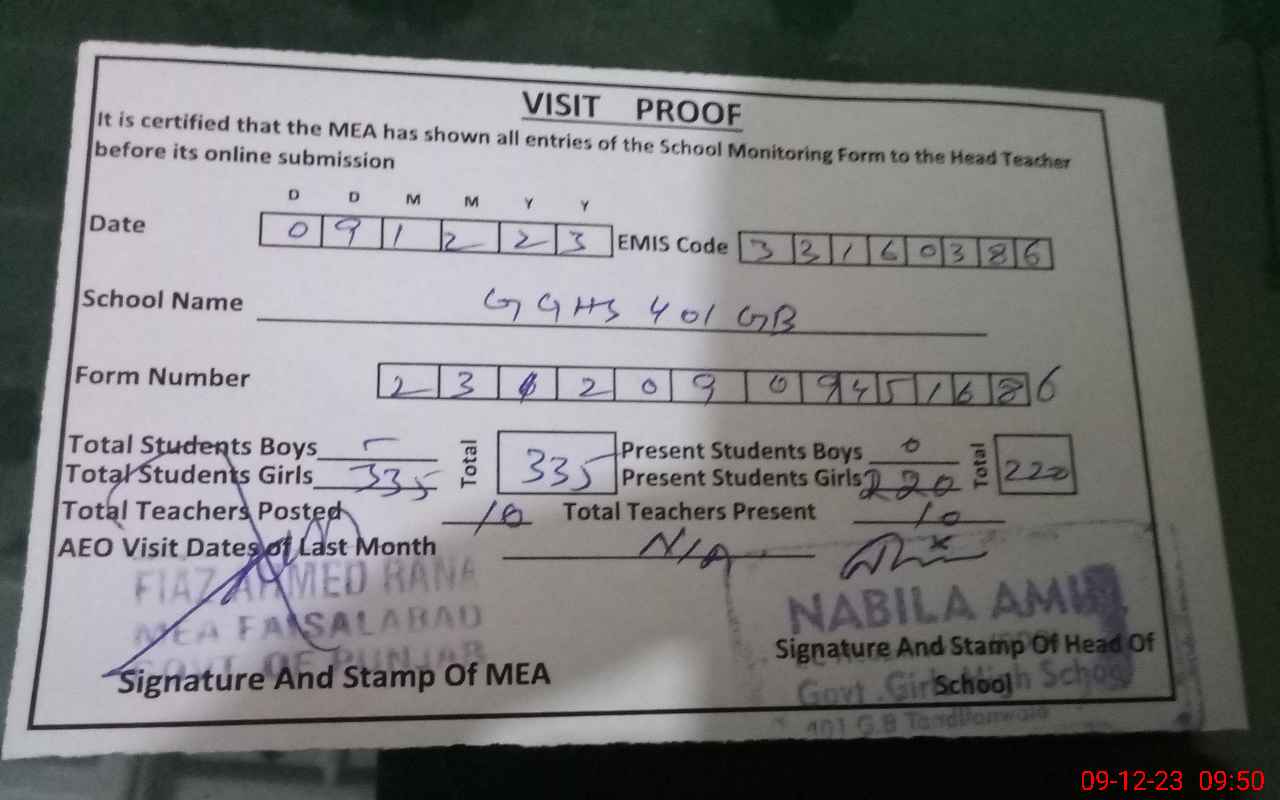 VISIT PROOF
It is certified that the MEA has shown all entries of the School Monitoring Form to the Head Teacher
before its online submission
D D M M Y Y
Date 0 9 1 2 2 3 EMIS Code 3 3 1 6 0 3 8 6
School Name GGHS 401 GB
Form Number 2 3 1 2 0 9 0 9 4 5 1 6 8 6
Total Students Boys Total 335 Present Students Boys 0 Total 220
Total Students Girls 335 Present Students Girls 220
Total Teachers Posted 10 Total Teachers Present 10
AEO Visit Dates of Last Month N/A
FIAZ AHMED RANA
MEA FAISALABAD
GOVT OF PUNJAB
Signature And Stamp Of MEA
NABILA AMIR
Signature And Stamp Of Head Of
School
Govt. Girls High School
401 G.B Tandlianwala
09-12-23 09:50